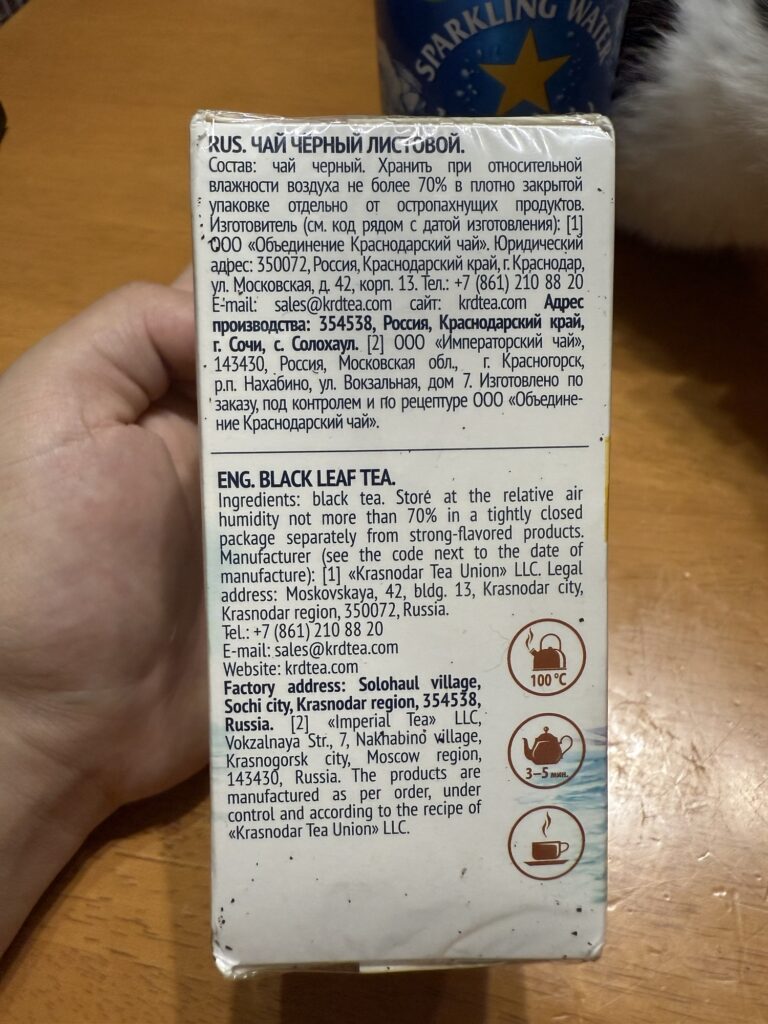 SPARKLING WATER
RUS. ЧАЙ ЧЁРНЫЙ ЛИСТОВОЙ.
Состав: чай черный. Хранить при относительной
влажности воздуха не более 70% в плотно закрытой
упаковке отдельно от остропахнущих продуктов.
Изготовитель (см. код рядом с датой изготовления): [1]
ООО «Объединение Краснодарский чай». Юридический
адрес: 350072, Россия, Краснодарский край, г. Краснодар,
ул. Московская, д. 42, корп. 13. Тел.: +7 (861) 210 88 20
E-mail: sales@krdtea.com сайт: krdtea.com Адрес
производства: 354538, Россия, Краснодарский край,
г. Сочи, с. Солохаул. [2] ООО «Императорский чай»,
143430, Россия, Московская обл., г. Красногорск,
р.п. Нахабино, ул. Вокзальная, дом 7. Изготовлено по
заказу, под контролем и по рецептуре ООО «Объедине-
ние Краснодарский чай».
ENG. BLACK LEAF TEA.
Ingredients: black tea. Store at the relative air
humidity not more than 70% in a tightly closed
package separately from strong-flavored products.
Manufacturer (see the code next to the date of
manufacture): [1] «Krasnodar Tea Union» LLC. Legal
address: Moskovskaya, 42, bldg. 13, Krasnodar city,
Krasnodar region, 350072, Russia.
Tel.: +7 (861) 210 88 20
E-mail: sales@krdtea.com
Website: krdtea.com
Factory address: Solohaul village,
Sochi city, Krasnodar region, 354538,
Russia. [2] «Imperial Tea» LLC,
Vokzalnaya Str., 7, Nakhabino village,
Krasnogorsk city, Moscow region,
143430, Russia. The products are
manufactured as per order, under
control and according to the recipe of
«Krasnodar Tea Union» LLC.
100 °C
3–5 мин.